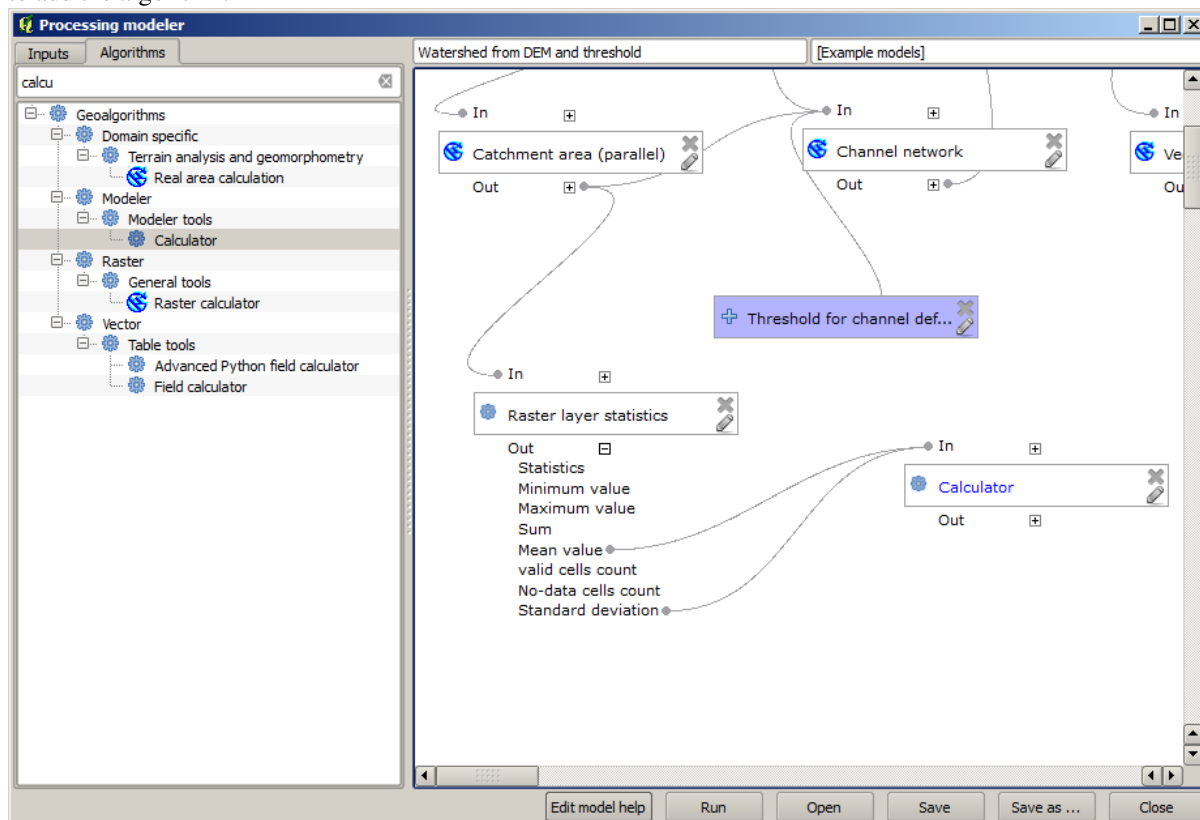 Processing modeler
Inputs
Algorithms
Watershed from DEM and threshold
[Example models]
calcu
Geoalgorithms
Domain specific
Terrain analysis and geomorphometry
Real area calculation
Modeler
Modeler tools
Calculator
Raster
General tools
Raster calculator
Vector
Table tools
Advanced Python field calculator
Field calculator
In
Catchment area (parallel)
Out
In
Channel network
Out
In
Threshold for channel def...
In
Raster layer statistics
Out
Statistics
Minimum value
Maximum value
Sum
Mean value
valid cells count
No-data cells count
Standard deviation
In
Calculator
Out
Edit model help
Run
Open
Save
Save as ...
Close